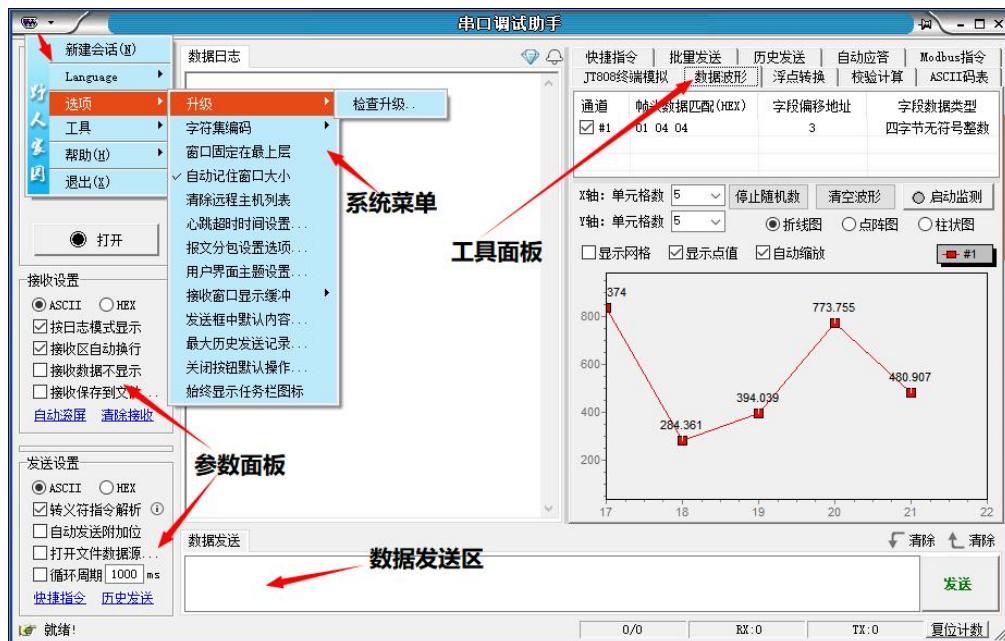 串口调试助手
新建会话(N)
Language
选项
工具
帮助(H)
退出(X)
野人家园
升级
检查升级..
字符集编码
窗口固定在最上层
自动记住窗口大小
清除远程主机列表
心跳超时时间设置...
报文分包设置选项...
用户界面主题设置...
接收窗口显示缓冲
发送框中默认内容...
最大历史发送记录...
关闭按钮默认操作...
始终显示任务栏图标
系统菜单
打开
接收设置
ASCII HEX
按日志模式显示
接收区自动换行
接收数据不显示
接收保存到文件...
自动滚屏 清除接收
参数面板
发送设置
ASCII HEX
转义符指令解析
自动发送附加位
打开文件数据源...
循环周期 1000 ms
快捷指令 历史发送
就绪!
数据日志
数据发送
数据发送区
清除 清除
发送
0/0 RX:0 TX:0 复位计数
快捷指令 批量发送 历史发送 自动应答 Modbus指令
JT808终端模拟 数据波形 浮点转换 校验计算 ASCII码表
通道 帧头数据匹配(HEX) 字段偏移地址 字段数据类型
#1 01 04 04 3 四字节无符号整数
X轴: 单元格数 5 停止随机数 清空波形 启动监测
Y轴: 单元格数 5 折线图 点阵图 柱状图
工具面板
显示网格 显示点值 自动缩放 #1
374
773.755
800
600
480.907
394.039
400
284.361
200
17 18 19 20 21 22